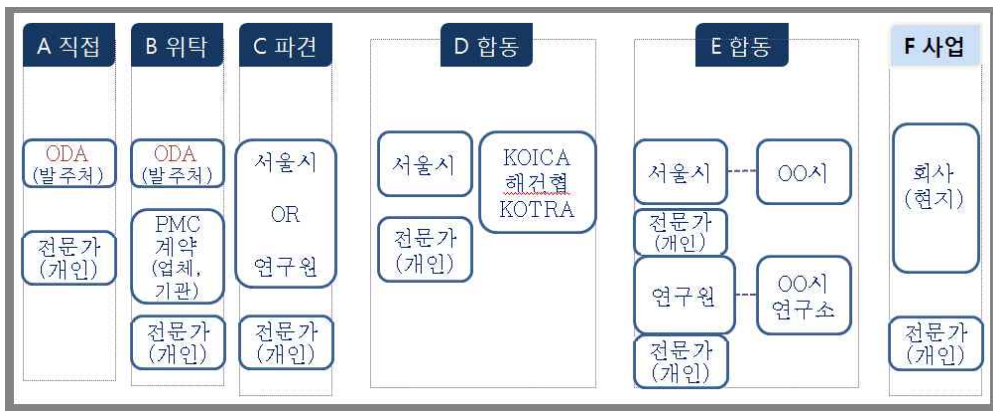 A 직접
ODA
(발주처)
전문가
(개인)
B 위탁
ODA
(발주처)
PMC
계약
(업체,
기관)
전문가
(개인)
C 파견
서울시
OR
연구원
전문가
(개인)
D 합동
서울시
전문가
(개인)
KOICA
해건협
KOTRA
E 합동
서울시
OO시
전문가
(개인)
연구원
OO시
연구소
전문가
(개인)
F 사업
회사
(현지)
전문가
(개인)